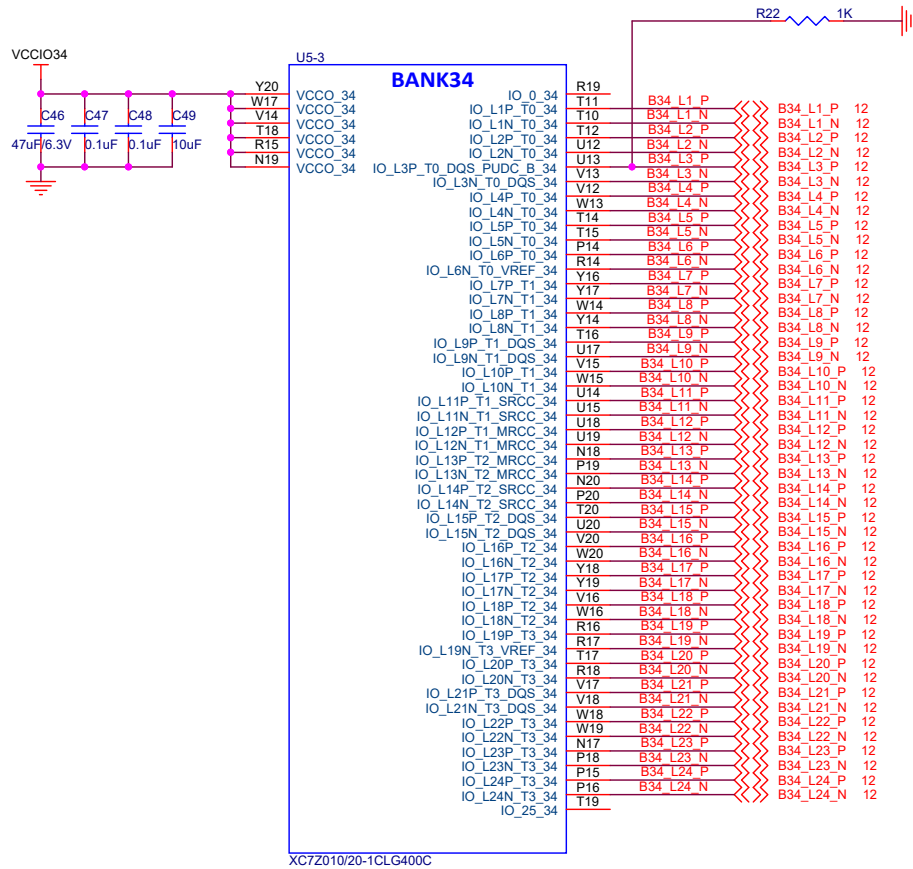 R22 1K
VCCIO34
U5-3
BANK34
C46 C47 C48 C49
47uF/6.3V 0.1uF 0.1uF 10uF
Y20 VCCO_34
W17 VCCO_34
V14 VCCO_34
T18 VCCO_34
R15 VCCO_34
N19 VCCO_34
IO_0_34 R19
IO_L1P_T0_34 T11 B34_L1_P B34_L1_P 12
IO_L1N_T0_34 T10 B34_L1_N B34_L1_N 12
IO_L2P_T0_34 T12 B34_L2_P B34_L2_P 12
IO_L2N_T0_34 U12 B34_L2_N B34_L2_N 12
IO_L3P_T0_DQS_PUDC_B_34 U13 B34_L3_P B34_L3_P 12
IO_L3N_T0_DQS_34 V13 B34_L3_N B34_L3_N 12
IO_L4P_T0_34 V12 B34_L4_P B34_L4_P 12
IO_L4N_T0_34 W13 B34_L4_N B34_L4_N 12
IO_L5P_T0_34 T14 B34_L5_P B34_L5_P 12
IO_L5N_T0_34 T15 B34_L5_N B34_L5_N 12
IO_L6P_T0_34 P14 B34_L6_P B34_L6_P 12
IO_L6N_T0_VREF_34 R14 B34_L6_N B34_L6_N 12
IO_L7P_T1_34 Y16 B34_L7_P B34_L7_P 12
IO_L7N_T1_34 Y17 B34_L7_N B34_L7_N 12
IO_L8P_T1_34 W14 B34_L8_P B34_L8_P 12
IO_L8N_T1_34 Y14 B34_L8_N B34_L8_N 12
IO_L9P_T1_DQS_34 T16 B34_L9_P B34_L9_P 12
IO_L9N_T1_DQS_34 U17 B34_L9_N B34_L9_N 12
IO_L10P_T1_34 V15 B34_L10_P B34_L10_P 12
IO_L10N_T1_34 W15 B34_L10_N B34_L10_N 12
IO_L11P_T1_SRCC_34 U14 B34_L11_P B34_L11_P 12
IO_L11N_T1_SRCC_34 U15 B34_L11_N B34_L11_N 12
IO_L12P_T1_MRCC_34 U18 B34_L12_P B34_L12_P 12
IO_L12N_T1_MRCC_34 U19 B34_L12_N B34_L12_N 12
IO_L13P_T2_MRCC_34 N18 B34_L13_P B34_L13_P 12
IO_L13N_T2_MRCC_34 P19 B34_L13_N B34_L13_N 12
IO_L14P_T2_SRCC_34 N20 B34_L14_P B34_L14_P 12
IO_L14N_T2_SRCC_34 P20 B34_L14_N B34_L14_N 12
IO_L15P_T2_DQS_34 T20 B34_L15_P B34_L15_P 12
IO_L15N_T2_DQS_34 U20 B34_L15_N B34_L15_N 12
IO_L16P_T2_34 V20 B34_L16_P B34_L16_P 12
IO_L16N_T2_34 W20 B34_L16_N B34_L16_N 12
IO_L17P_T2_34 Y18 B34_L17_P B34_L17_P 12
IO_L17N_T2_34 Y19 B34_L17_N B34_L17_N 12
IO_L18P_T2_34 V16 B34_L18_P B34_L18_P 12
IO_L18N_T2_34 W16 B34_L18_N B34_L18_N 12
IO_L19P_T3_34 R16 B34_L19_P B34_L19_P 12
IO_L19N_T3_VREF_34 R17 B34_L19_N B34_L19_N 12
IO_L20P_T3_34 T17 B34_L20_P B34_L20_P 12
IO_L20N_T3_34 R18 B34_L20_N B34_L20_N 12
IO_L21P_T3_DQS_34 V17 B34_L21_P B34_L21_P 12
IO_L21N_T3_DQS_34 V18 B34_L21_N B34_L21_N 12
IO_L22P_T3_34 W18 B34_L22_P B34_L22_P 12
IO_L22N_T3_34 W19 B34_L22_N B34_L22_N 12
IO_L23P_T3_34 N17 B34_L23_P B34_L23_P 12
IO_L23N_T3_34 P18 B34_L23_N B34_L23_N 12
IO_L24P_T3_34 P15 B34_L24_P B34_L24_P 12
IO_L24N_T3_34 P16 B34_L24_N B34_L24_N 12
IO_25_34 T19
XC7Z010/20-1CLG400C